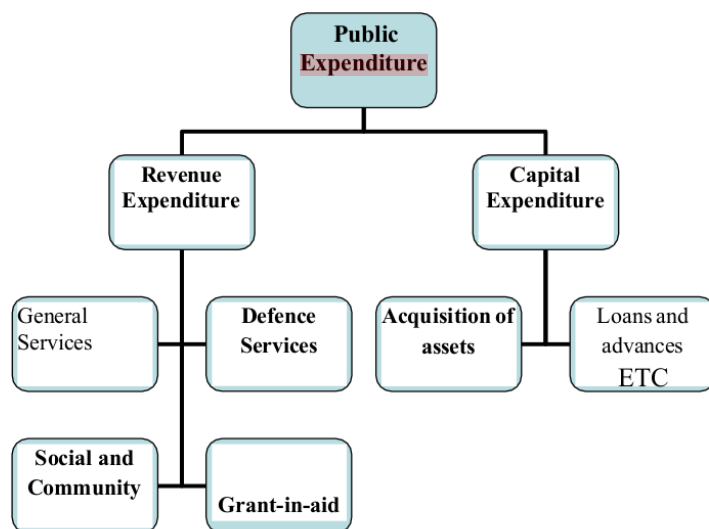 Public
Expenditure
Revenue
Expenditure
Capital
Expenditure
General
Services
Defence
Services
Acquisition of
assets
Loans and
advances
ETC
Social and
Community
Grant-in-aid